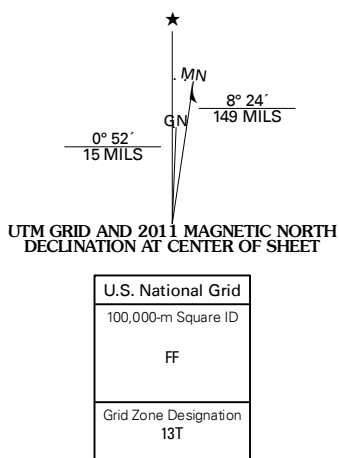 ★
MN
GN
8° 24´
149 MILS
0° 52´
15 MILS
UTM GRID AND 2011 MAGNETIC NORTH
DECLINATION AT CENTER OF SHEET
U.S. National Grid
100,000-m Square ID
FF
Grid Zone Designation
13T